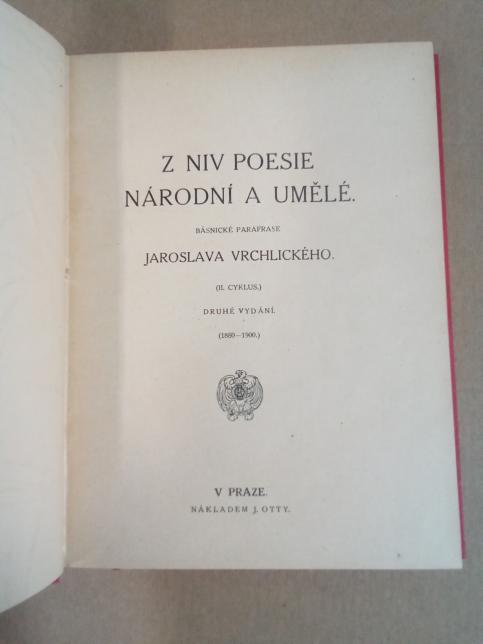 Z NIV POESIE
NÁRODNÍ A UMĚLÉ.
BÁSNICKÉ PARAFRASE
JAROSLAVA VRCHLICKÉHO.
(II. CYKLUS.)
DRUHÉ VYDÁNÍ
(1880—1900.)
V PRAZE.
NÁKLADEM J. OTTY.